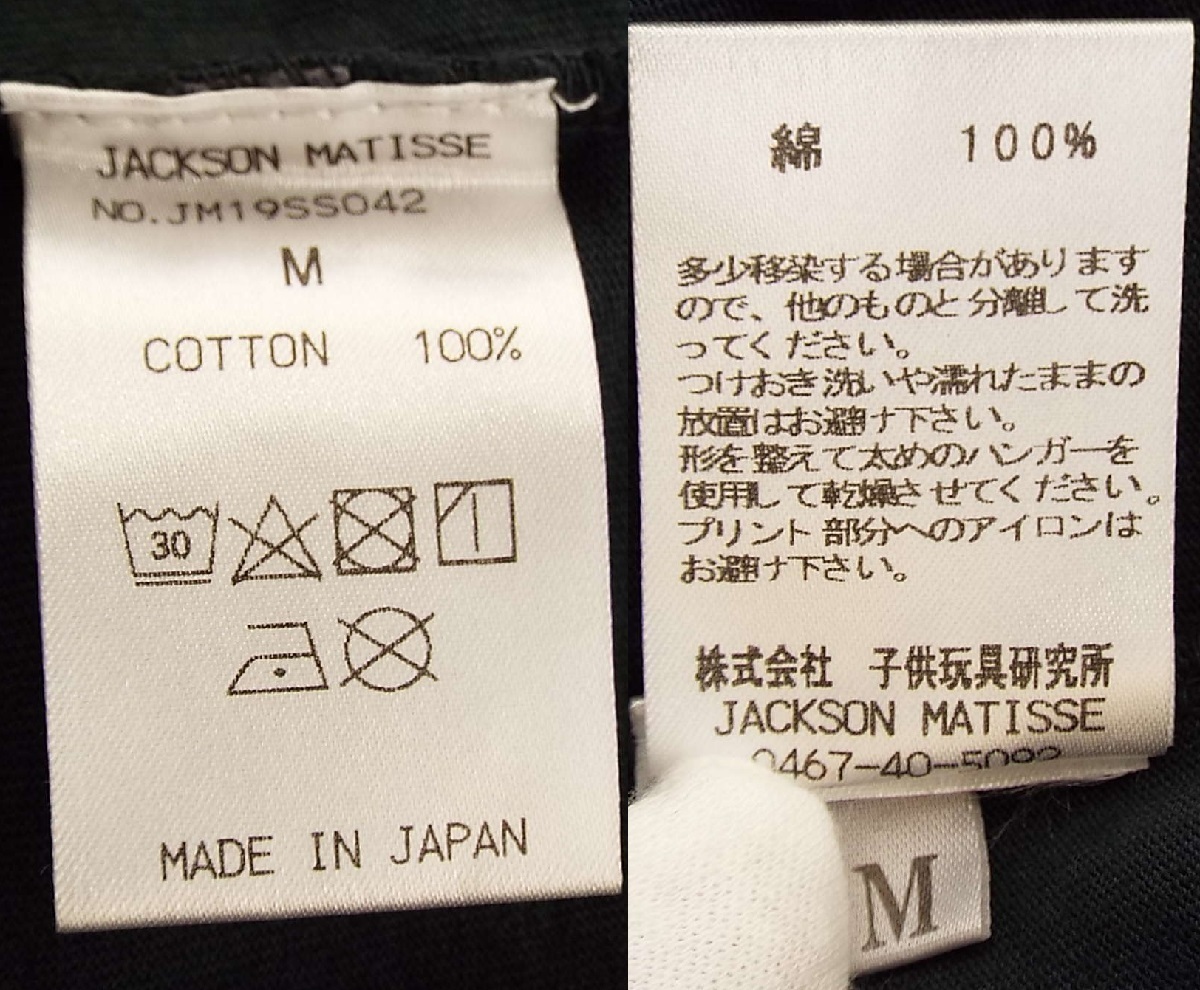 JACKSON MATISSE
NO.JM19SS042
M
COTTON 100%
30
MADE IN JAPAN
綿 100%
多少移染する場合があります
ので、他のものと分離して洗
ってください。
つけおき洗いや濡れたままの
放置はお避け下さい。
形を整えて太めのハンガーを
使用して乾燥させてください。
プリント部分へのアイロンは
お避け下さい。
株式会社 子供玩具研究所
JACKSON MATISSE
M